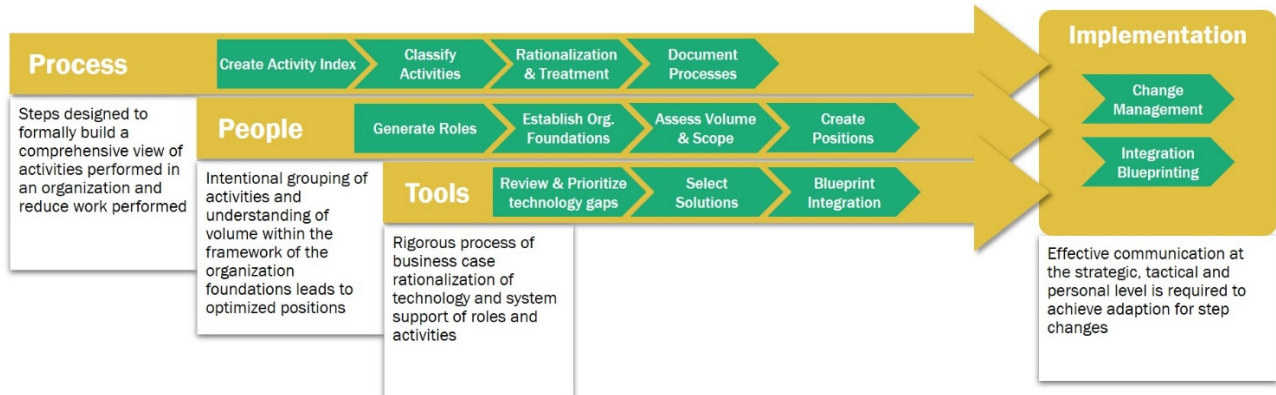 Implementation
Process
Create Activity Index
Classify
Activities
Rationalization
& Treatment
Document
Processes
Change
Management
Steps designed to
formally build a
comprehensive view of
activities performed in
an organization and
reduce work performed
People
Generate Roles
Establish Org.
Foundations
Assess Volume
& Scope
Create
Positions
Integration
Blueprinting
Intentional grouping of
activities and
understanding of
volume within the
framework of the
organization
foundations leads to
optimized positions
Tools
Review & Prioritize
technology gaps
Select
Solutions
Blueprint
Integration
Rigorous process of
business case
rationalization of
technology and system
support of roles and
activities
Effective communication at
the strategic, tactical and
personal level is required to
achieve adaption for step
changes